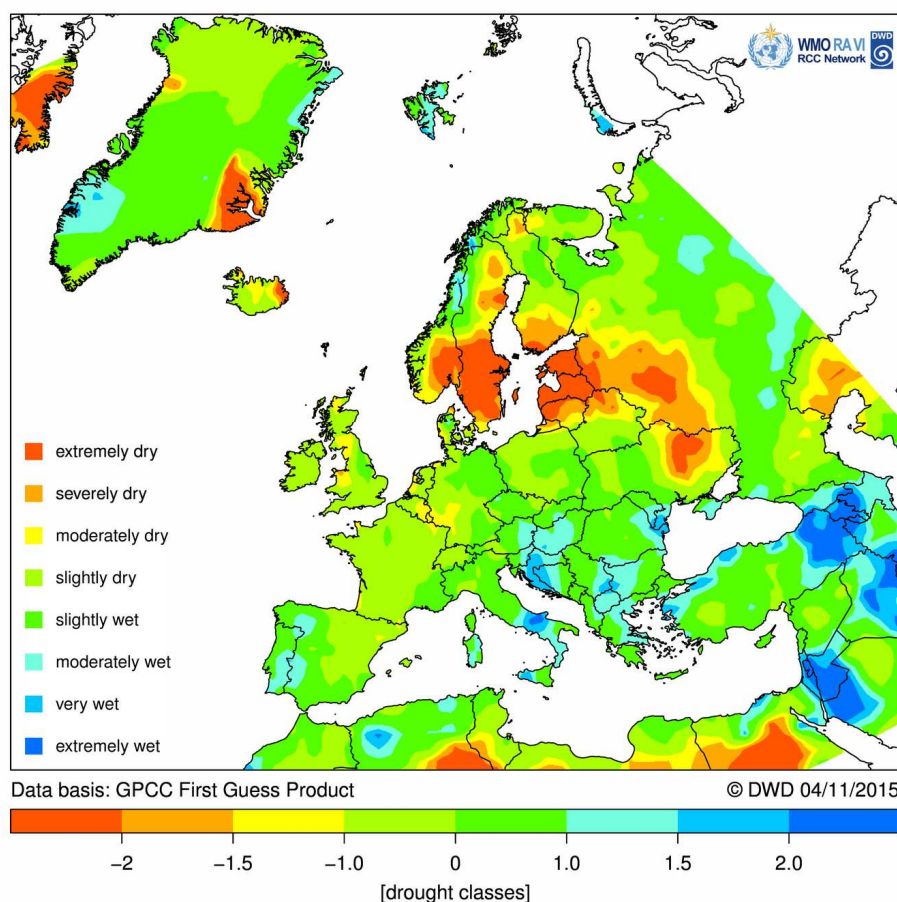 WMO RA VI
RCC Network
DWD
extremely dry
severely dry
moderately dry
slightly dry
slightly wet
moderately wet
very wet
extremely wet
Data basis: GPCC First Guess Product
© DWD 04/11/2015
−2 −1.5 −1.0 0 1.0 1.5 2.0
[drought classes]